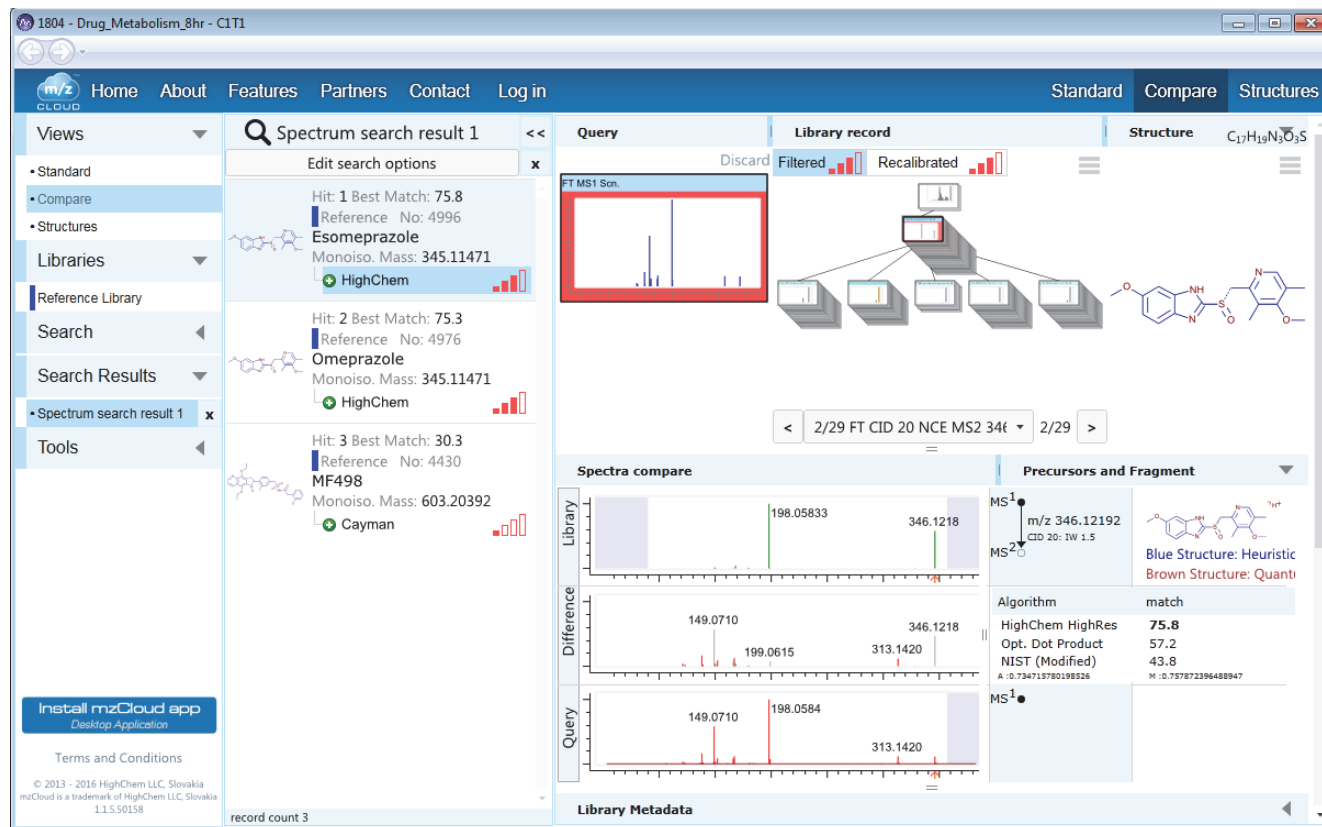 1804 - Drug_Metabolism_8hr - C1T1
m/z CLOUD
Home About Features Partners Contact Log in Standard Compare Structures
Views
Standard
Compare
Structures
Libraries
Reference Library
Search
Search Results
Spectrum search result 1 x
Tools
Install mzCloud app
Desktop Application
Terms and Conditions
© 2013 - 2016 HighChem LLC, Slovakia
mzCloud is a trademark of HighChem LLC, Slovakia
1.1.5.50158
Spectrum search result 1 <<
Edit search options x
Hit: 1 Best Match: 75.8
Reference No: 4996
Esomeprazole
Monoiso. Mass: 345.11471
HighChem
Hit: 2 Best Match: 75.3
Reference No: 4976
Omeprazole
Monoiso. Mass: 345.11471
HighChem
Hit: 3 Best Match: 30.3
Reference No: 4430
MF498
Monoiso. Mass: 603.20392
Cayman
record count 3
Query Library record Structure C17H19N3O3S
Discard Filtered Recalibrated
FT MS1 Scn.
NH
N
S
O
O
N
O
< 2/29 FT CID 20 NCE MS2 346 2/29 >
Spectra compare
Precursors and Fragment
Library
198.05833
346.1218
MS1
m/z 346.12192
CID 20: IW 1.5
MS2
Blue Structure: Heuristic
Brown Structure: Quant
Difference
149.0710
199.0615
313.1420
346.1218
Algorithm match
HighChem HighRes 75.8
Opt. Dot Product 57.2
NIST (Modified) 43.8
A :0.734715780198526 M :0.757872396488947
Query
149.0710
198.0584
313.1420
MS1
Library Metadata